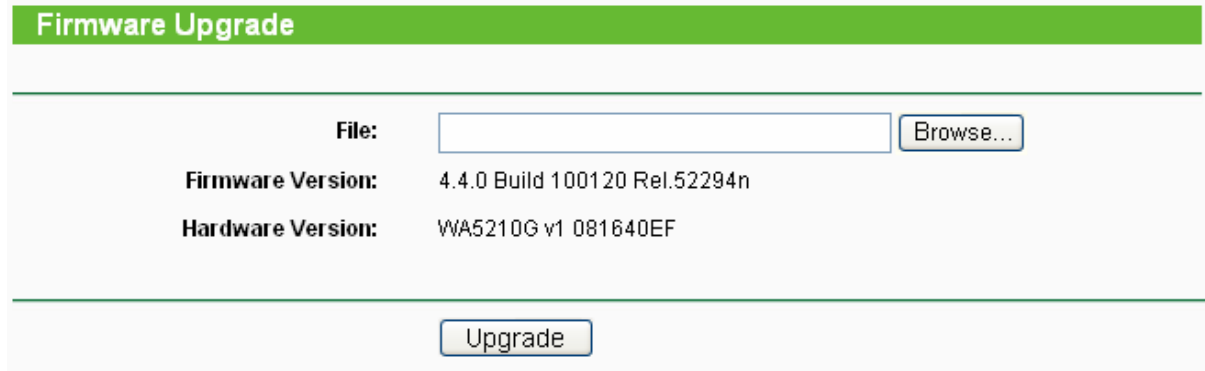 Firmware Upgrade
File: Browse...
Firmware Version: 4.4.0 Build 100120 Rel.52294n
Hardware Version: WA5210G v1 081640EF
Upgrade